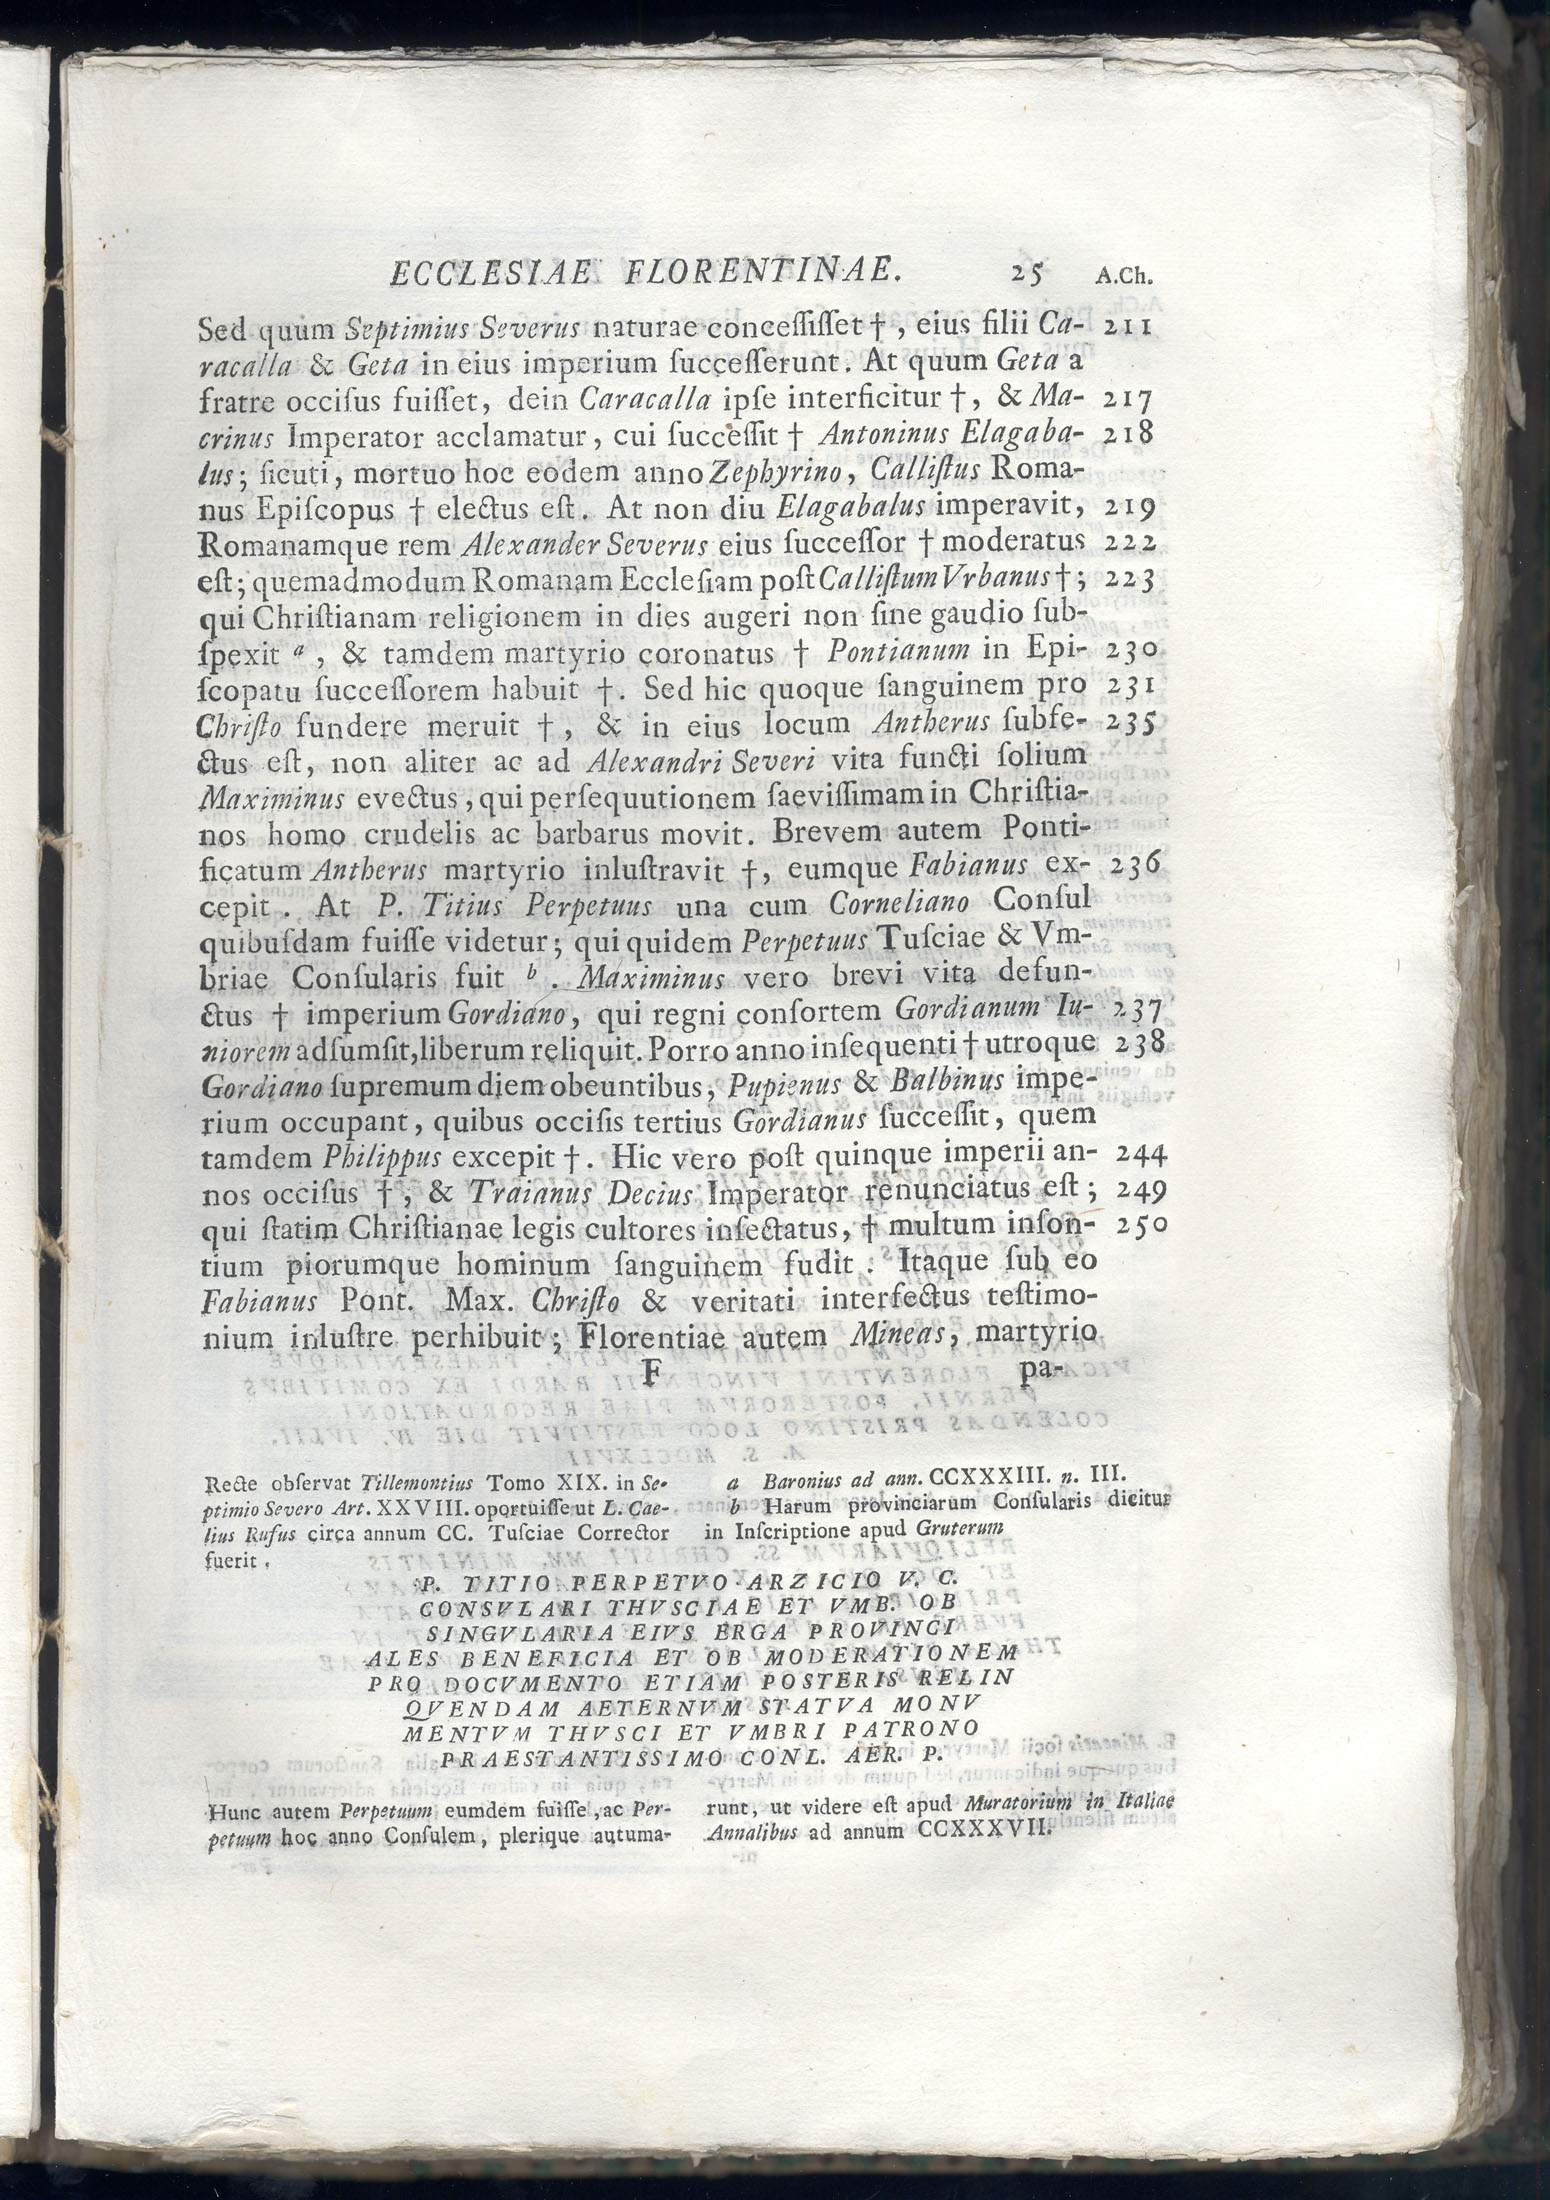 ECCLESIAE FLORENTINAE. 25 A.Ch.
Sed quum Septimius Severus naturae conceſſiſſet †, eius filii Ca- 211
racalla & Geta in eius imperium ſucceſſerunt. At quum Geta a
fratre occiſus fuiſſet, dein Caracalla ipſe interficitur †, & Ma- 217
crinus Imperator acclamatur, cui ſucceſſit † Antoninus Elagaba- 218
lus; ſicuti, mortuo hoc eodem anno Zephyrino, Calliſtus Roma-
nus Epiſcopus † electus eſt. At non diu Elagabalus imperavit, 219
Romanamque rem Alexander Severus eius ſucceſſor † moderatus 222
eſt; quemadmodum Romanam Eccleſiam poſt Calliſtum Vrbanus †; 223
qui Chriſtianam religionem in dies augeri non ſine gaudio ſub-
ſpexit a, & tamdem martyrio coronatus † Pontianum in Epi- 230
ſcopatu ſucceſſorem habuit †. Sed hic quoque ſanguinem pro 231
Chriſto fundere meruit †, & in eius locum Antherus ſubfe- 235
ctus eſt, non aliter ac ad Alexandri Severi vita functi ſolium
Maximinus evectus, qui perſequutionem ſaeviſſimam in Chriſtia-
nos homo crudelis ac barbarus movit. Brevem autem Ponti-
ficatum Antherus martyrio inluſtravit †, eumque Fabianus ex- 236
cepit. At P. Titius Perpetuus una cum Corneliano Conſul
quibuſdam fuiſſe videtur; qui quidem Perpetuus Tuſciae & Vm-
briae Conſularis fuit b. Maximinus vero brevi vita defun-
ctus † imperium Gordiano, qui regni conſortem Gordianum Iu- 237
niorem adſumſit, liberum reliquit. Porro anno inſequenti † utroque 238
Gordiano ſupremum diem obeuntibus, Pupienus & Balbinus impe-
rium occupant, quibus occiſis tertius Gordianus ſucceſſit, quem
tamdem Philippus excepit †. Hic vero poſt quinque imperii an- 244
nos occiſus †, & Traianus Decius Imperator renunciatus eſt; 249
qui ſtatim Chriſtianae legis cultores inſectatus, † multum inſon- 250
tium piorumque hominum ſanguinem fudit. Itaque ſub eo
Fabianus Pont. Max. Chriſto & veritati interfectus teſtimo-
nium inluſtre perhibuit; Florentiae autem Mineas, martyrio
F pa-
Recte obſervat Tillemontius Tomo XIX. in Se-
ptimio Severo Art. XXVIII. oportuiſſe ut L. Cae-
lius Rufus circa annum CC. Tuſciae Corrector
fuerit.
a Baronius ad ann. CCXXXIII. n. III.
b Harum provinciarum Conſularis dicitur
in Inſcriptione apud Gruterum
P. TITIO PERPETVO ARZICIO V. C.
CONSVLARI THVSCIAE ET VMB. OB
SINGVLARIA EIVS ERGA PROVINCI
ALES BENEFICIA ET OB MODERATIONEM
PRO DOCVMENTO ETIAM POSTERIS RELIN
QVENDAM AETERNVM STATVA MONV
MENTVM THVSCI ET VMBRI PATRONO
PRAESTANTISSIMO CONL. AER. P.
Hunc autem Perpetuum eumdem fuiſſe, ac Per-
petuum hoc anno Conſulem, plerique autuma-
runt, ut videre eſt apud Muratorium in Italiae
Annalibus ad annum CCXXXVII.